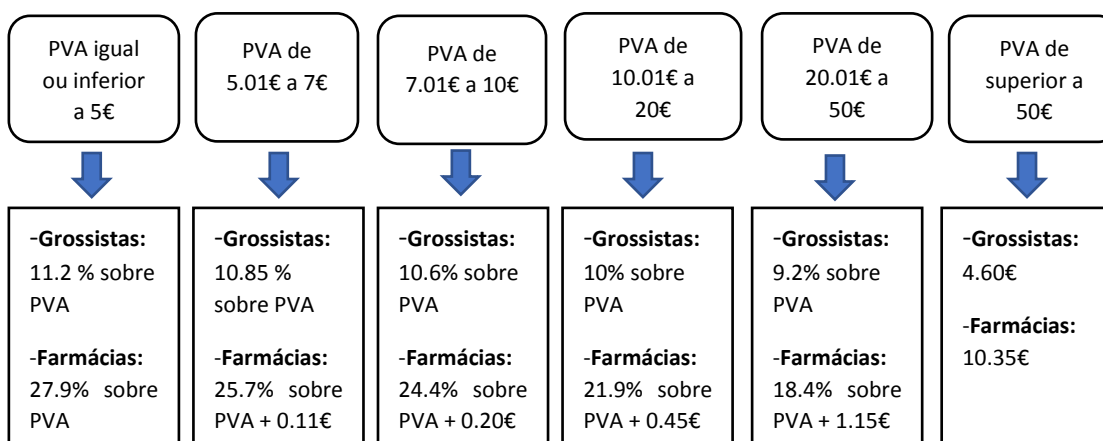 PVA igual
ou inferior
a 5€
PVA de
5.01€ a 7€
PVA de
7.01€ a 10€
PVA de
10.01€ a
20€
PVA de
20.01€ a
50€
PVA de
superior a
50€
-Grossistas:
11.2 % sobre
PVA
-Farmácias:
27.9% sobre
PVA
-Grossistas:
10.85 %
sobre PVA
-Farmácias:
25.7% sobre
PVA + 0.11€
-Grossistas:
10.6% sobre
PVA
-Farmácias:
24.4% sobre
PVA + 0.20€
-Grossistas:
10% sobre
PVA
-Farmácias:
21.9% sobre
PVA + 0.45€
-Grossistas:
9.2% sobre
PVA
-Farmácias:
18.4% sobre
PVA + 1.15€
-Grossistas:
4.60€
-Farmácias:
10.35€